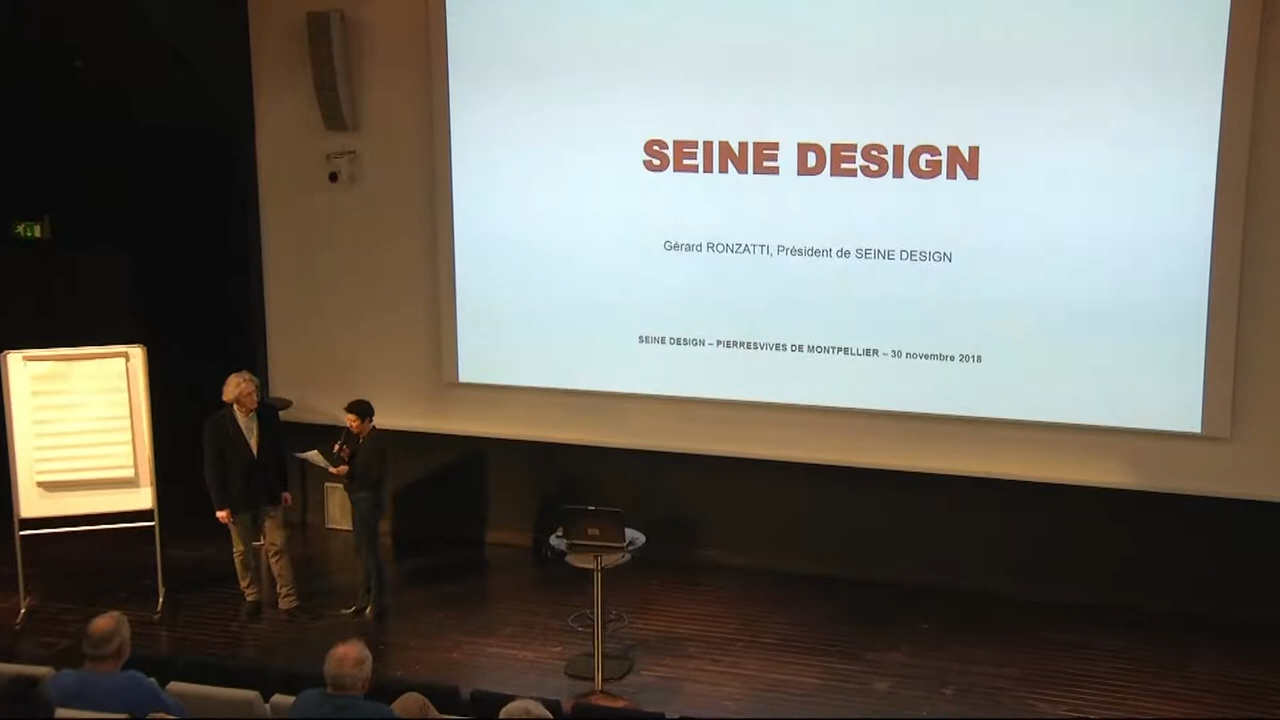 SEINE DESIGN
Gérard RONZATTI, Président de SEINE DESIGN
SEINE DESIGN – PIERRESVIVES DE MONTPELLIER – 30 novembre 2018